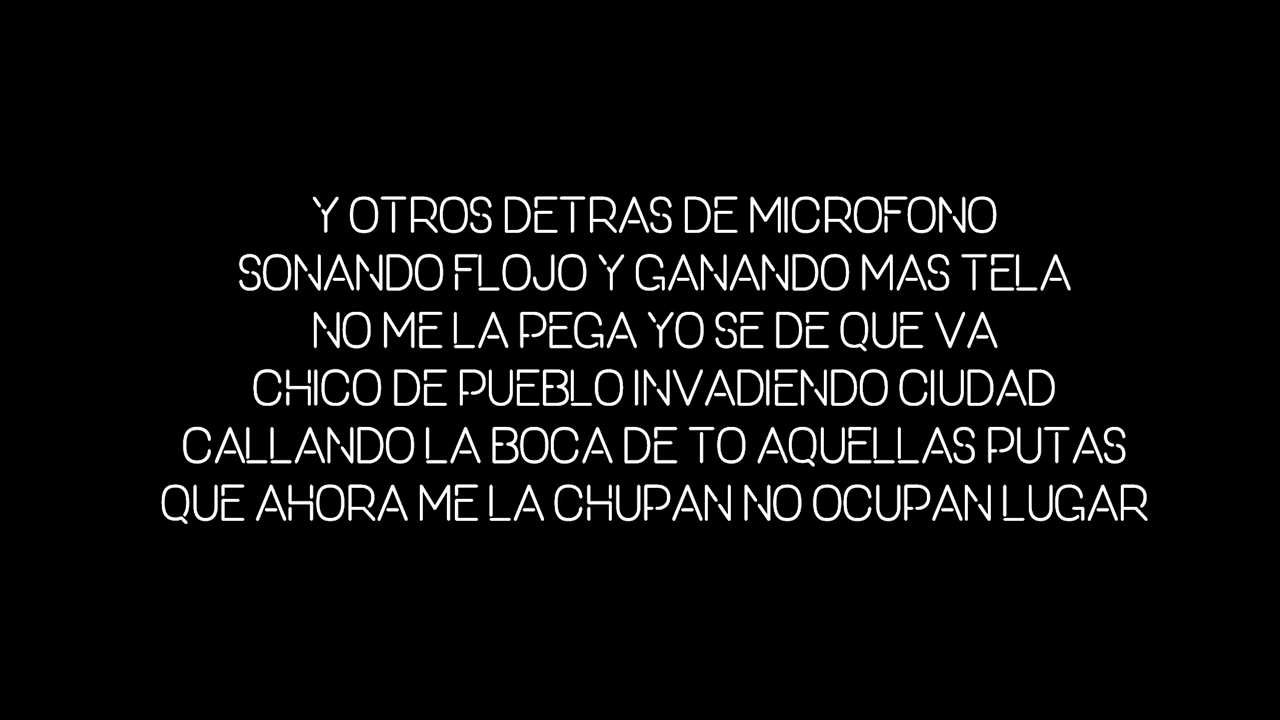 Y OTROS DETRAS DE MICROFONO
SONANDO FLOJO Y GANANDO MAS TELA
NO ME LA PEGA YO SE DE QUE VA
CHICO DE PUEBLO INVADIENDO CIUDAD
CALLANDO LA BOCA DE TO AQUELLAS PUTAS
QUE AHORA ME LA CHUPAN NO OCUPAN LUGAR